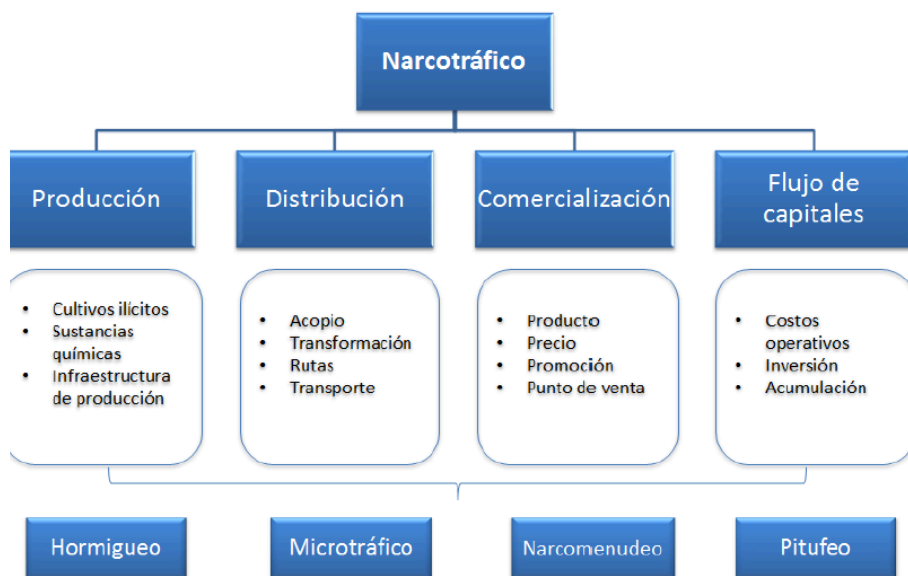 Narcotráfico
Producción
Distribución
Comercialización
Flujo de
capitales
• Cultivos ilícitos
• Sustancias
químicas
• Infraestructura
de producción
• Acopio
• Transformación
• Rutas
• Transporte
• Producto
• Precio
• Promoción
• Punto de venta
• Costos
operativos
• Inversión
• Acumulación
Hormigueo
Microtráfico
Narcomenudeo
Pitufeo